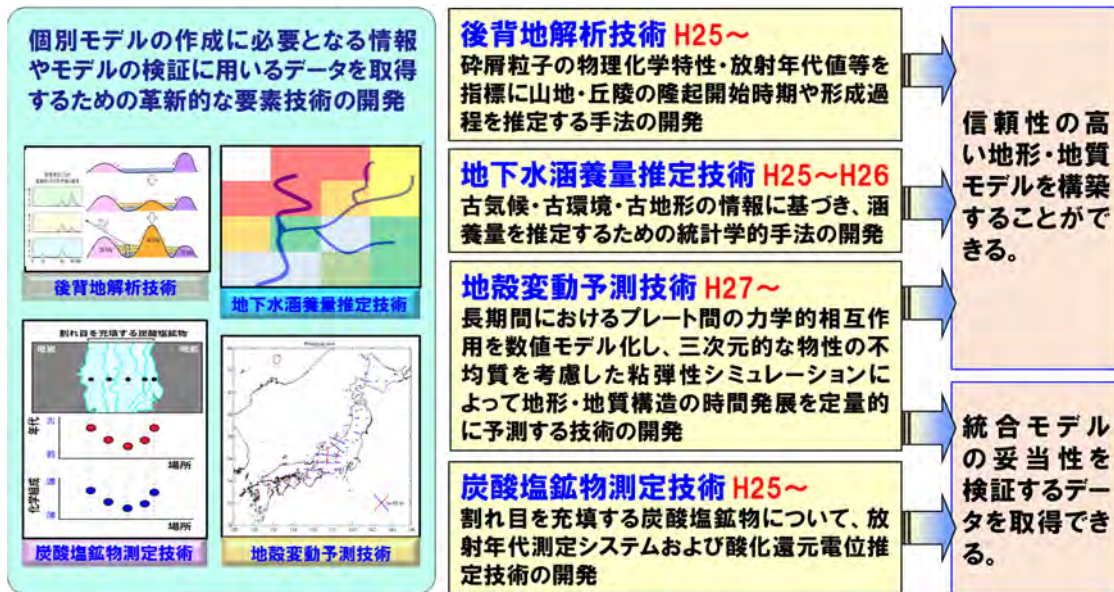 個別モデルの作成に必要となる情報
やモデルの検証に用いるデータを取得
するための革新的な要素技術の開発
後背地解析技術
地下水涵養量推定技術
割れ目を充填する炭酸塩鉱物
年代
古
若
場所
化学組成
濃
薄
場所
炭酸塩鉱物測定技術
地殻変動予測技術
後背地解析技術 H25～
砕屑粒子の物理化学特性・放射年代値等を
指標に山地・丘陵の隆起開始時期や形成過
程を推定する手法の開発
地下水涵養量推定技術 H25～H26
古気候・古環境・古地形の情報に基づき、涵
養量を推定するための統計学的手法の開発
地殻変動予測技術 H27～
長期間におけるプレート間の力学的相互作
用を数値モデル化し、三次元的な物性の不
均質を考慮した粘弾性シミュレーションに
よって地形・地質構造の時間発展を定量的
に予測する技術の開発
炭酸塩鉱物測定技術 H25～
割れ目を充填する炭酸塩鉱物について、放
射年代測定システムおよび酸化還元電位推
定技術の開発
信頼性の高
い地形・地質
モデルを構築
することがで
きる。
統合モデル
の妥当性を
検証するデー
タを取得でき
る。